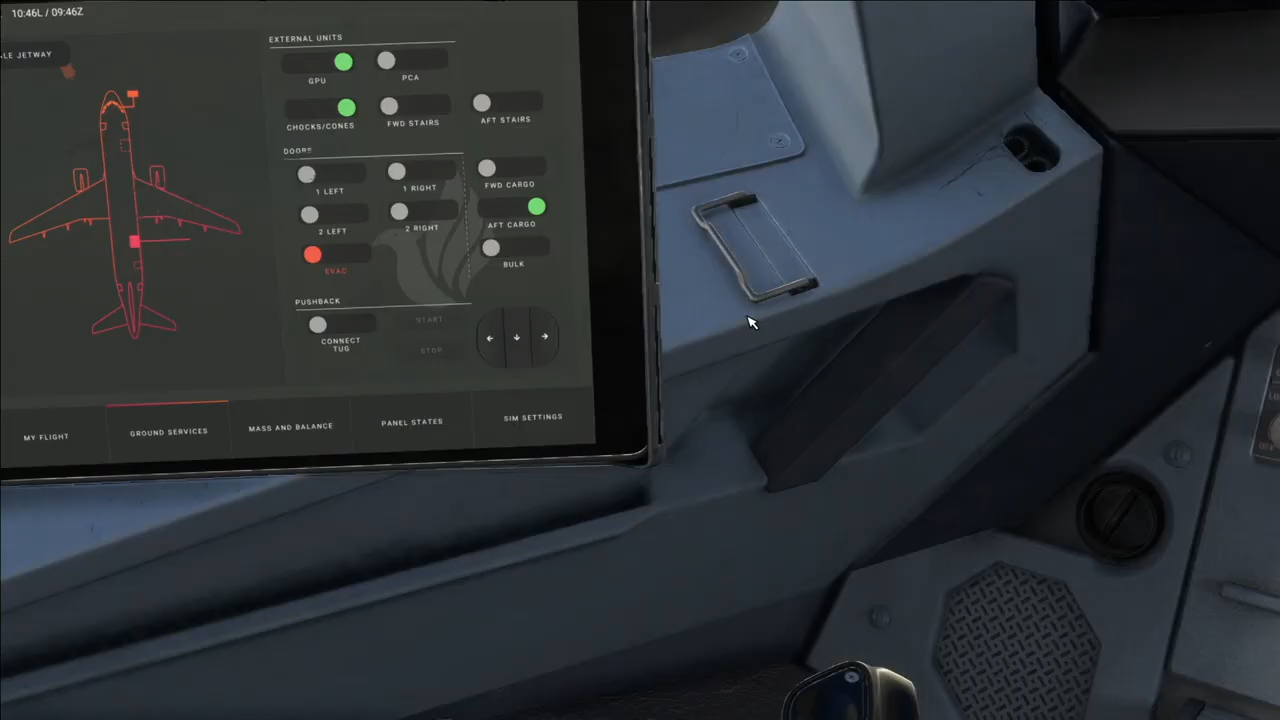 10:46L / 09:46Z
LE JETWAY
EXTERNAL UNITS
GPU
PCA
CHOCKS/CONES
FWD STAIRS
AFT STAIRS
DOORS
1 LEFT
1 RIGHT
FWD CARGO
2 LEFT
2 RIGHT
AFT CARGO
EVAC
BULK
PUSHBACK
START
CONNECT
TUG
STOP
MY FLIGHT
GROUND SERVICES
MASS AND BALANCE
PANEL STATES
SIM SETTINGS